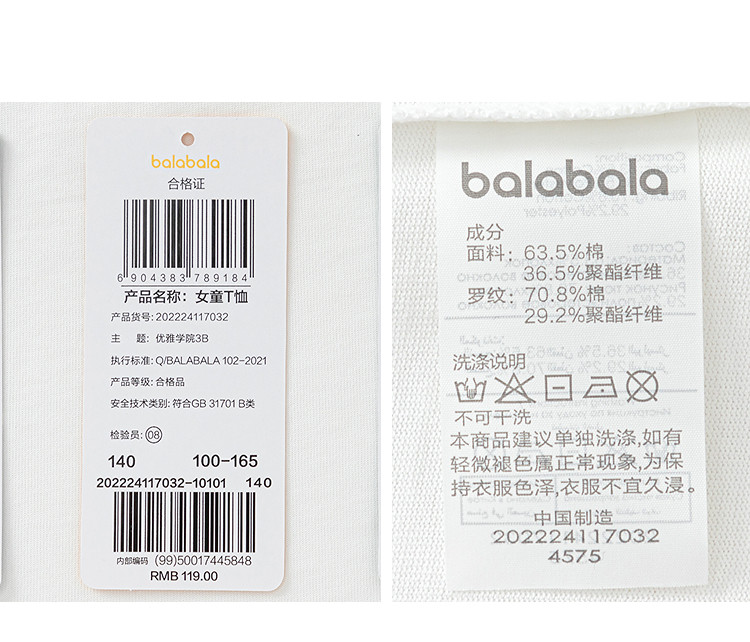 balabala
合格证
6 904383 789184
产品名称：女童T恤
产品货号：202224117032
主 题：优雅学院3B
执行标准：Q/BALABALA 102-2021
产品等级：合格品
安全技术类别：符合GB 31701 B类
检验员：08
140 100-165
202224117032-10101 140
内部编码 (99)50017445848
RMB 119.00
balabala
成分
面料：63.5%棉
36.5%聚酯纤维
罗纹：70.8%棉
29.2%聚酯纤维
洗涤说明
不可干洗
本商品建议单独洗涤，如有
轻微褪色属正常现象，为保
持衣服色泽，衣服不宜久浸。
中国制造
202224117032
4575